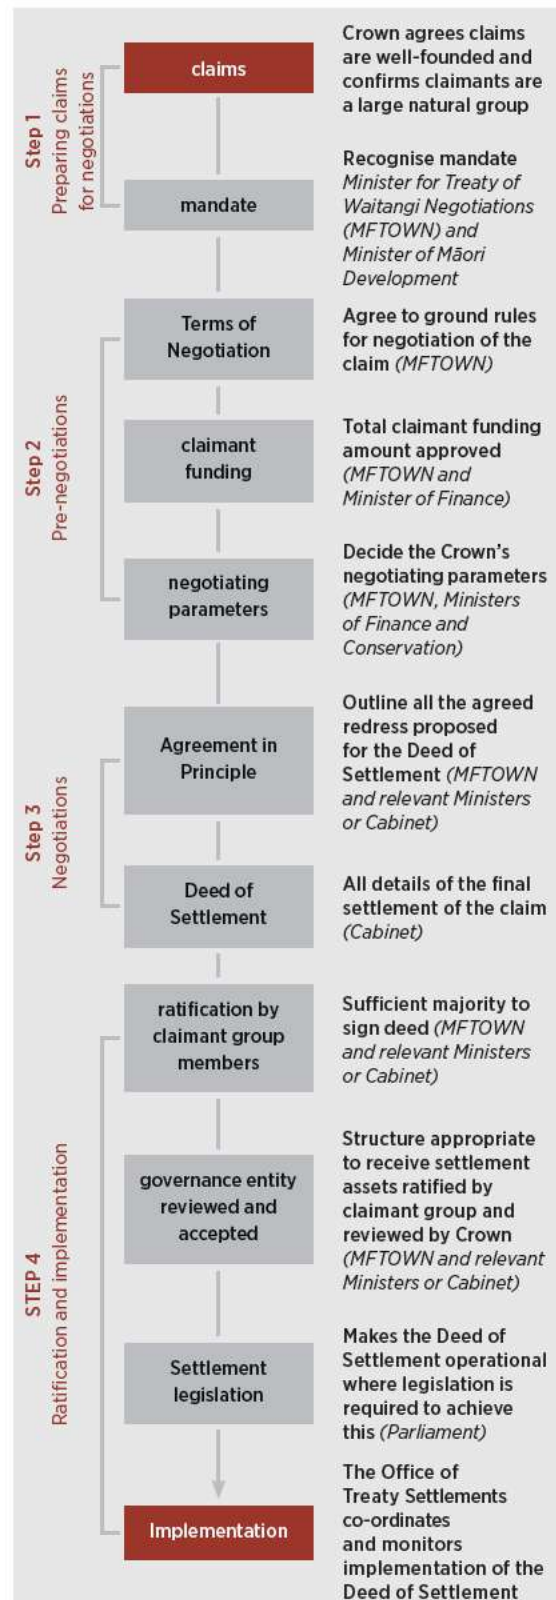 Step 1
Preparing claims
for negotiations
claims
Crown agrees claims
are well-founded and
confirms claimants are
a large natural group
mandate
Recognise mandate
Minister for Treaty of
Waitangi Negotiations
(MFTOWN) and
Minister of Māori
Development
Step 2
Pre-negotiations
Terms of
Negotiation
Agree to ground rules
for negotiation of the
claim (MFTOWN)
claimant
funding
Total claimant funding
amount approved
(MFTOWN and
Minister of Finance)
negotiating
parameters
Decide the Crown's
negotiating parameters
(MFTOWN, Ministers
of Finance and
Conservation)
Step 3
Negotiations
Agreement in
Principle
Outline all the agreed
redress proposed
for the Deed of
Settlement (MFTOWN
and relevant Ministers
or Cabinet)
Deed of
Settlement
All details of the final
settlement of the claim
(Cabinet)
STEP 4
Ratification and implementation
ratification by
claimant group
members
Sufficient majority to
sign deed (MFTOWN
and relevant Ministers
or Cabinet)
governance entity
reviewed and
accepted
Structure appropriate
to receive settlement
assets ratified by
claimant group and
reviewed by Crown
(MFTOWN and relevant
Ministers or Cabinet)
Settlement
legislation
Makes the Deed of
Settlement operational
where legislation is
required to achieve
this (Parliament)
Implementation
The Office of
Treaty Settlements
co-ordinates
and monitors
implementation of the
Deed of Settlement